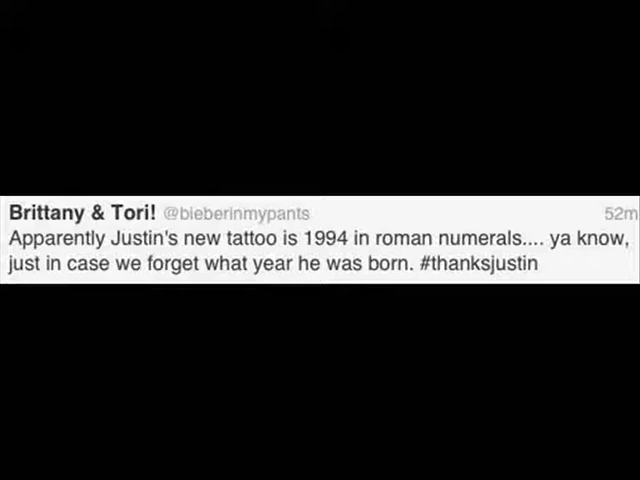 Brittany & Tori! @bieberinmypants 52m
Apparently Justin's new tattoo is 1994 in roman numerals.... ya know,
just in case we forget what year he was born. #thanksjustin